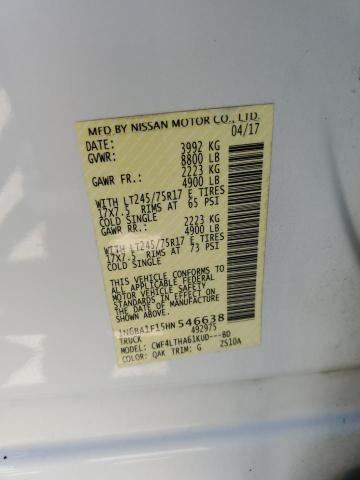 MFD BY NISSAN MOTOR CO., LTD.
DATE: 04/17
GVWR: 3992 KG
8800 LB
GAWR FR.: 2223 KG
4900 LB
WITH LT245/75R17 E TIRES
17X7.5 RIMS AT 65 PSI
COLD SINGLE
GAWR RR.: 2223 KG
4900 LB
WITH LT245/75R17 E TIRES
17X7.5 RIMS AT 73 PSI
COLD SINGLE
THIS VEHICLE CONFORMS TO ALL
APPLICABLE FEDERAL
MOTOR VEHICLE SAFETY
STANDARDS IN EFFECT ON
THE DATE OF MANUFACTURE
546638
TRUCK 492975
MODEL: CWF4LTHA61KUD---BD
COLOR: QAK TRIM: G ZS10A